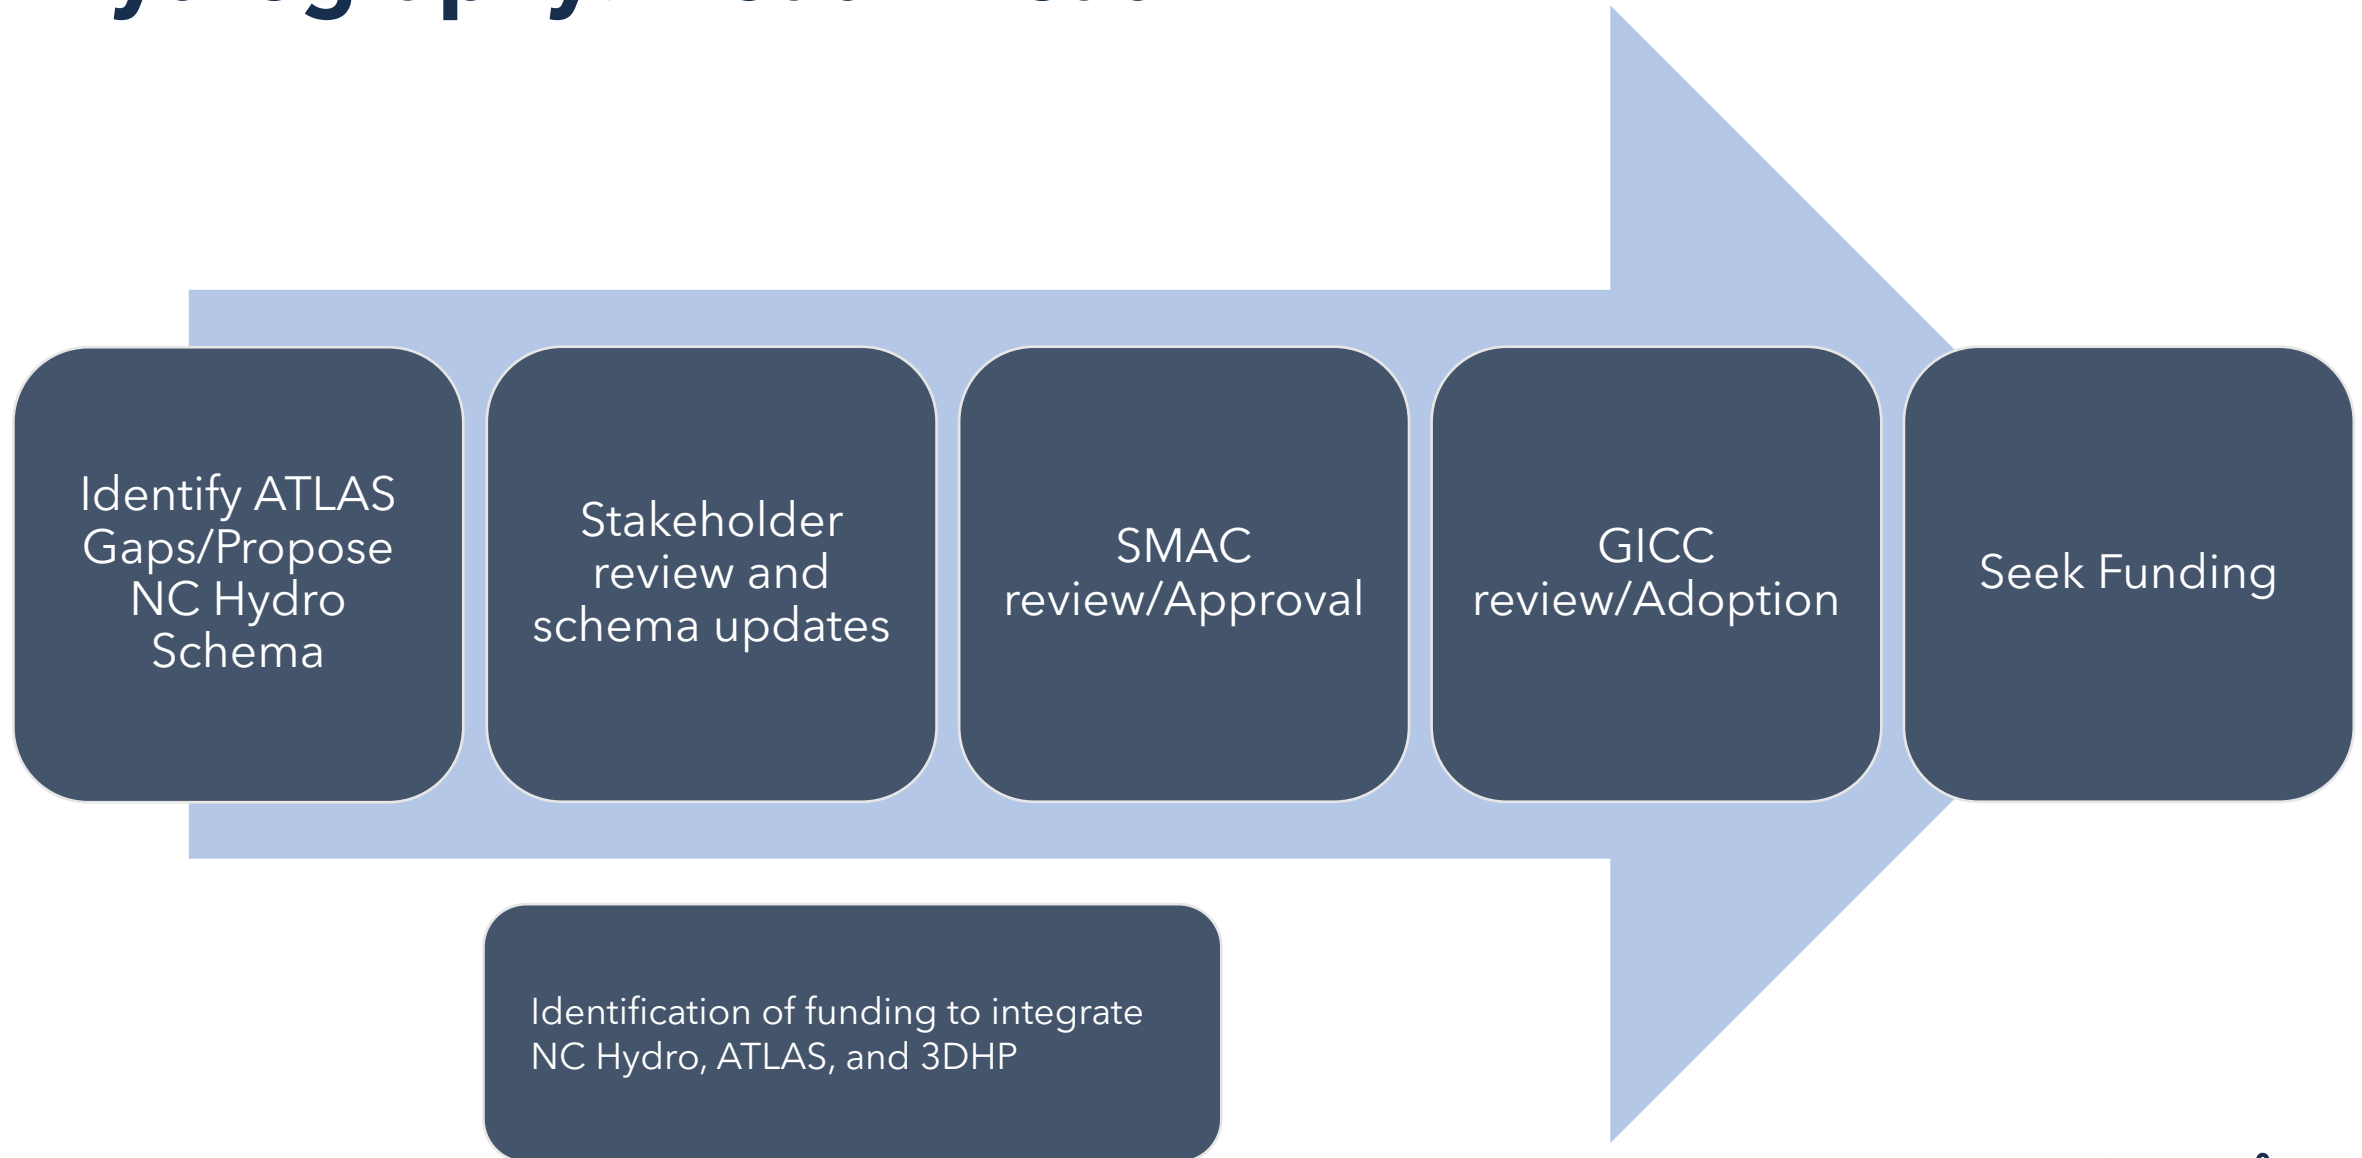 Identify ATLAS
Gaps/Propose
NC Hydro
Schema
Stakeholder
review and
schema updates
SMAC
review/Approval
GICC
review/Adoption
Seek Funding
Identification of funding to integrate
NC Hydro, ATLAS, and 3DHP